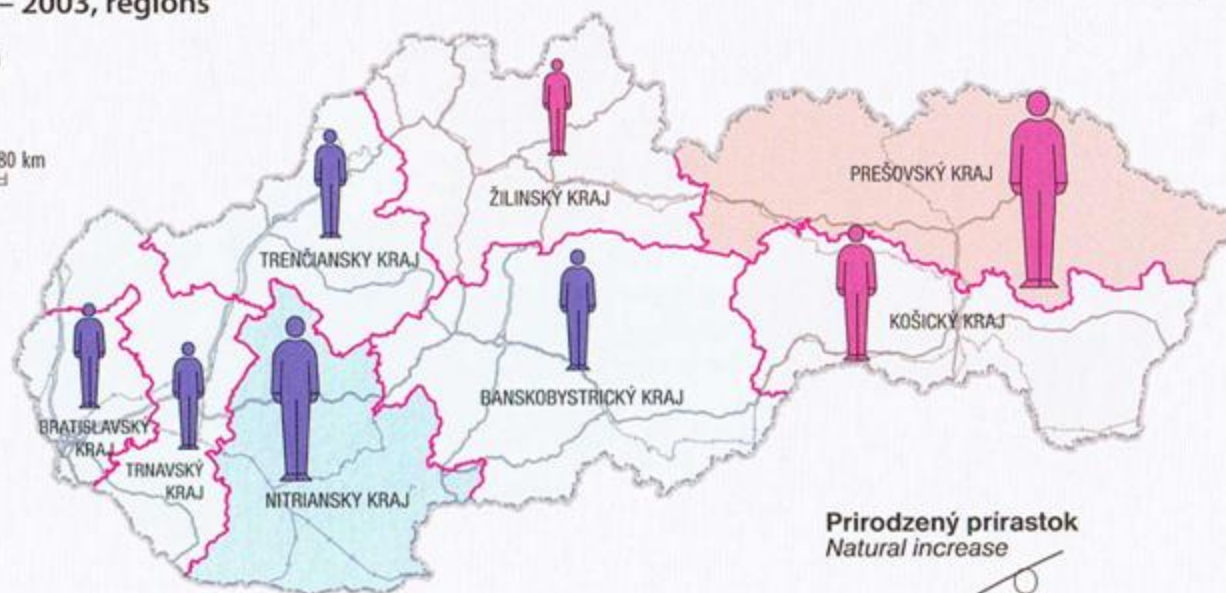 – 2003, regions
80 km
ŽILINSKÝ KRAJ
PREŠOVSKÝ KRAJ
TRENČIANSKY KRAJ
KOŠICKÝ KRAJ
BANSKOBYSTRICKÝ KRAJ
BRATISLAVSKÝ
KRAJ
TRNAVSKÝ
KRAJ
NITRIANSKY KRAJ
Prirodzený prírastok
Natural increase